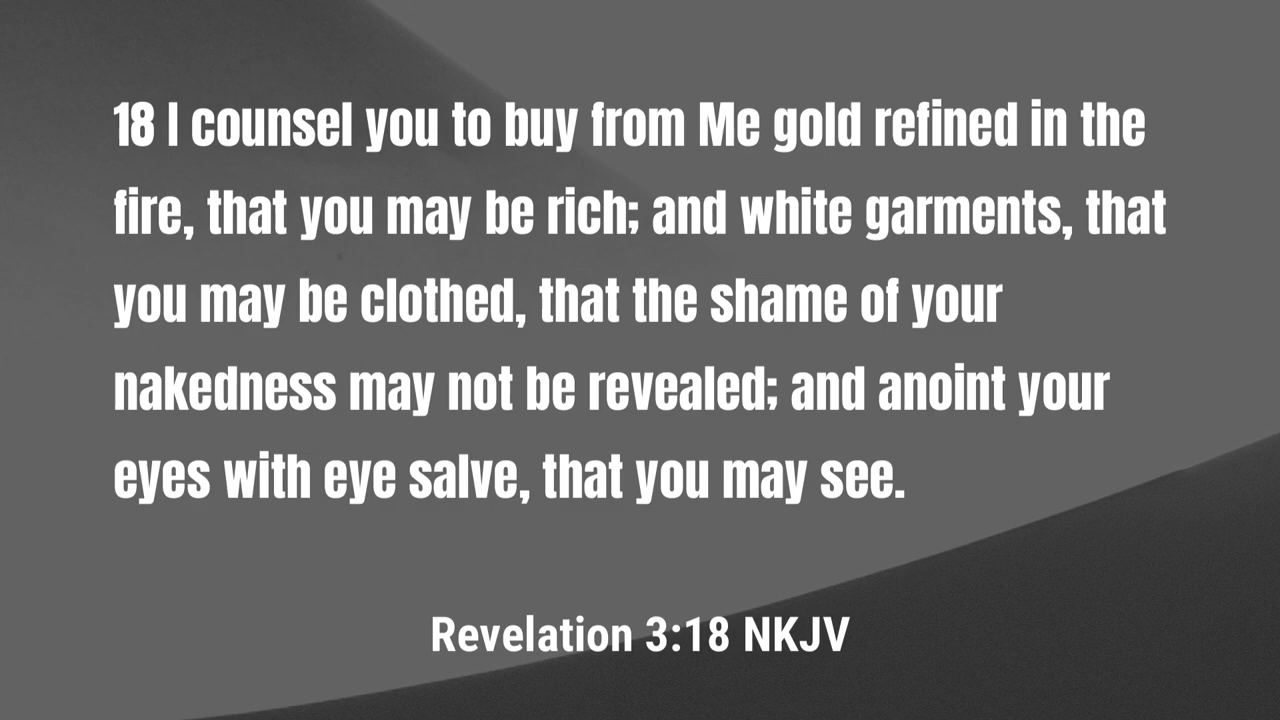 18 I counsel you to buy from Me gold refined in the
fire, that you may be rich; and white garments, that
you may be clothed, that the shame of your
nakedness may not be revealed; and anoint your
eyes with eye salve, that you may see.
Revelation 3:18 NKJV